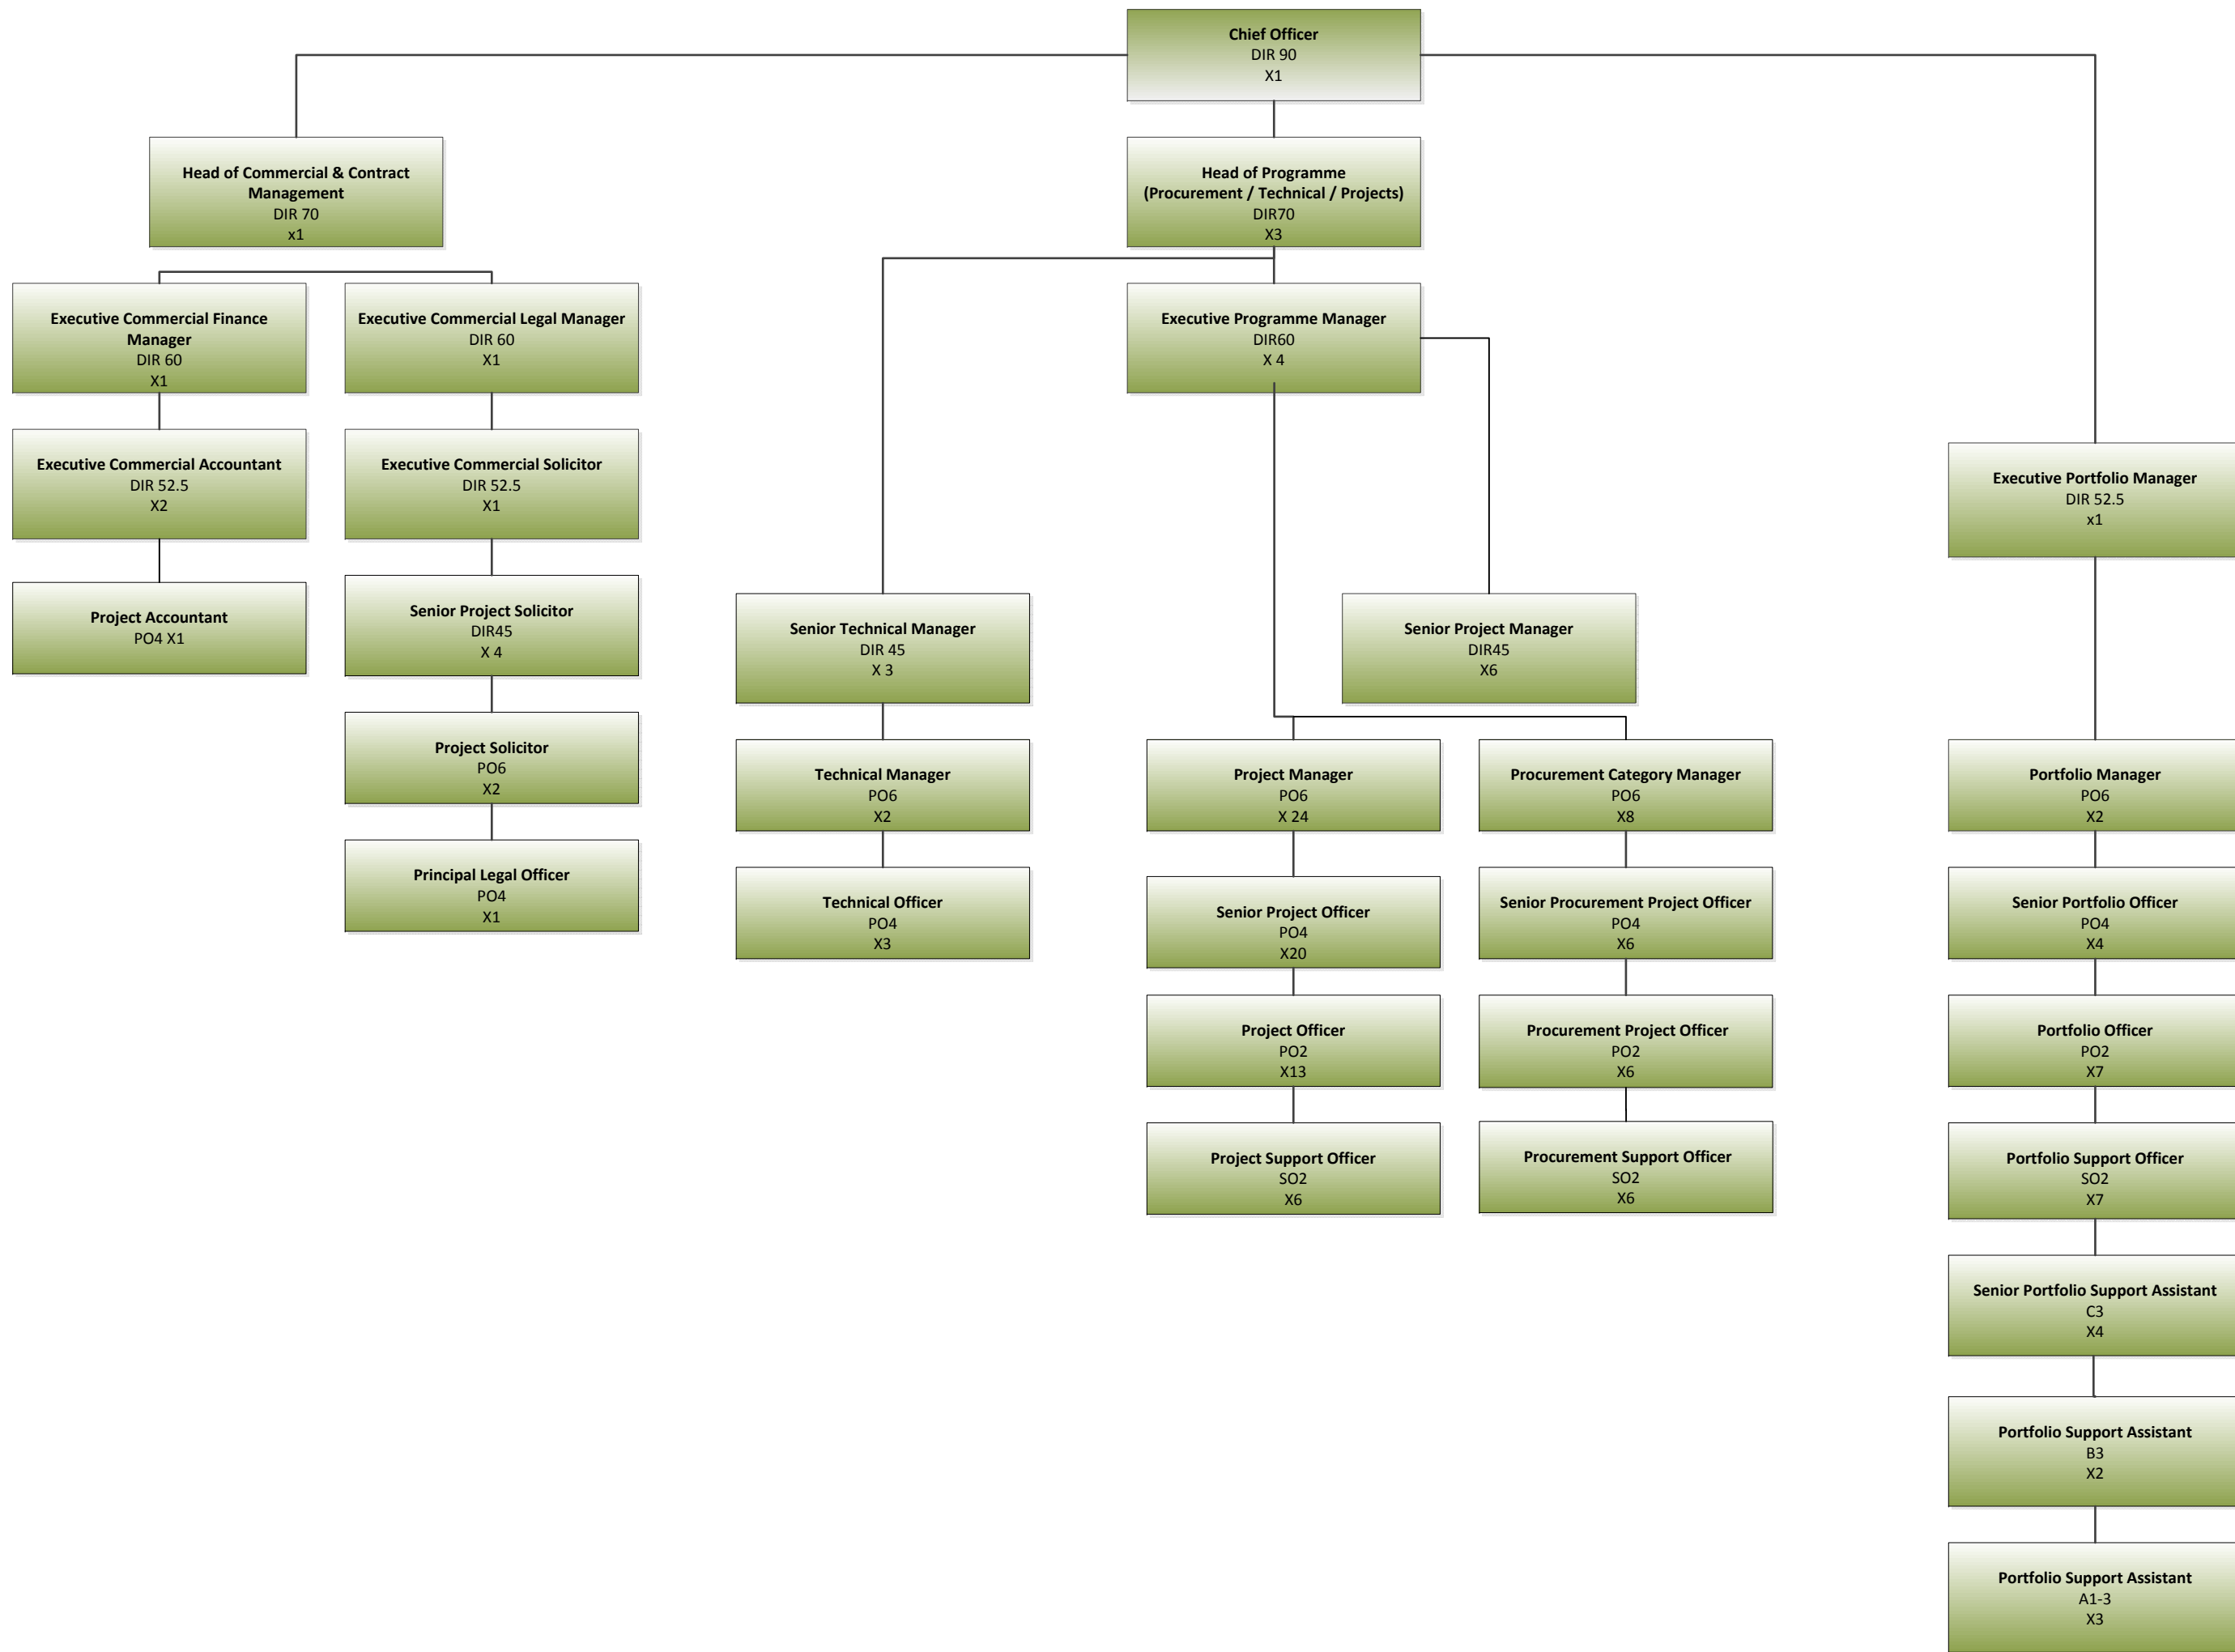 Chief Officer
DIR 90
X1
Head of Commercial & Contract
Management
DIR 70
x1
Head of Programme
(Procurement / Technical / Projects)
DIR70
X3
Executive Commercial Finance
Manager
DIR 60
X1
Executive Commercial Legal Manager
DIR 60
X1
Executive Programme Manager
DIR60
X 4
Executive Commercial Accountant
DIR 52.5
X2
Executive Commercial Solicitor
DIR 52.5
X1
Executive Portfolio Manager
DIR 52.5
x1
Project Accountant
PO4 X1
Senior Project Solicitor
DIR45
X 4
Senior Technical Manager
DIR 45
X 3
Senior Project Manager
DIR45
X6
Project Solicitor
PO6
X2
Technical Manager
PO6
X2
Project Manager
PO6
X 24
Procurement Category Manager
PO6
X8
Portfolio Manager
PO6
X2
Principal Legal Officer
PO4
X1
Technical Officer
PO4
X3
Senior Project Officer
PO4
X20
Senior Procurement Project Officer
PO4
X6
Senior Portfolio Officer
PO4
X4
Project Officer
PO2
X13
Procurement Project Officer
PO2
X6
Portfolio Officer
PO2
X7
Project Support Officer
SO2
X6
Procurement Support Officer
SO2
X6
Portfolio Support Officer
SO2
X7
Senior Portfolio Support Assistant
C3
X4
Portfolio Support Assistant
B3
X2
Portfolio Support Assistant
A1-3
X3